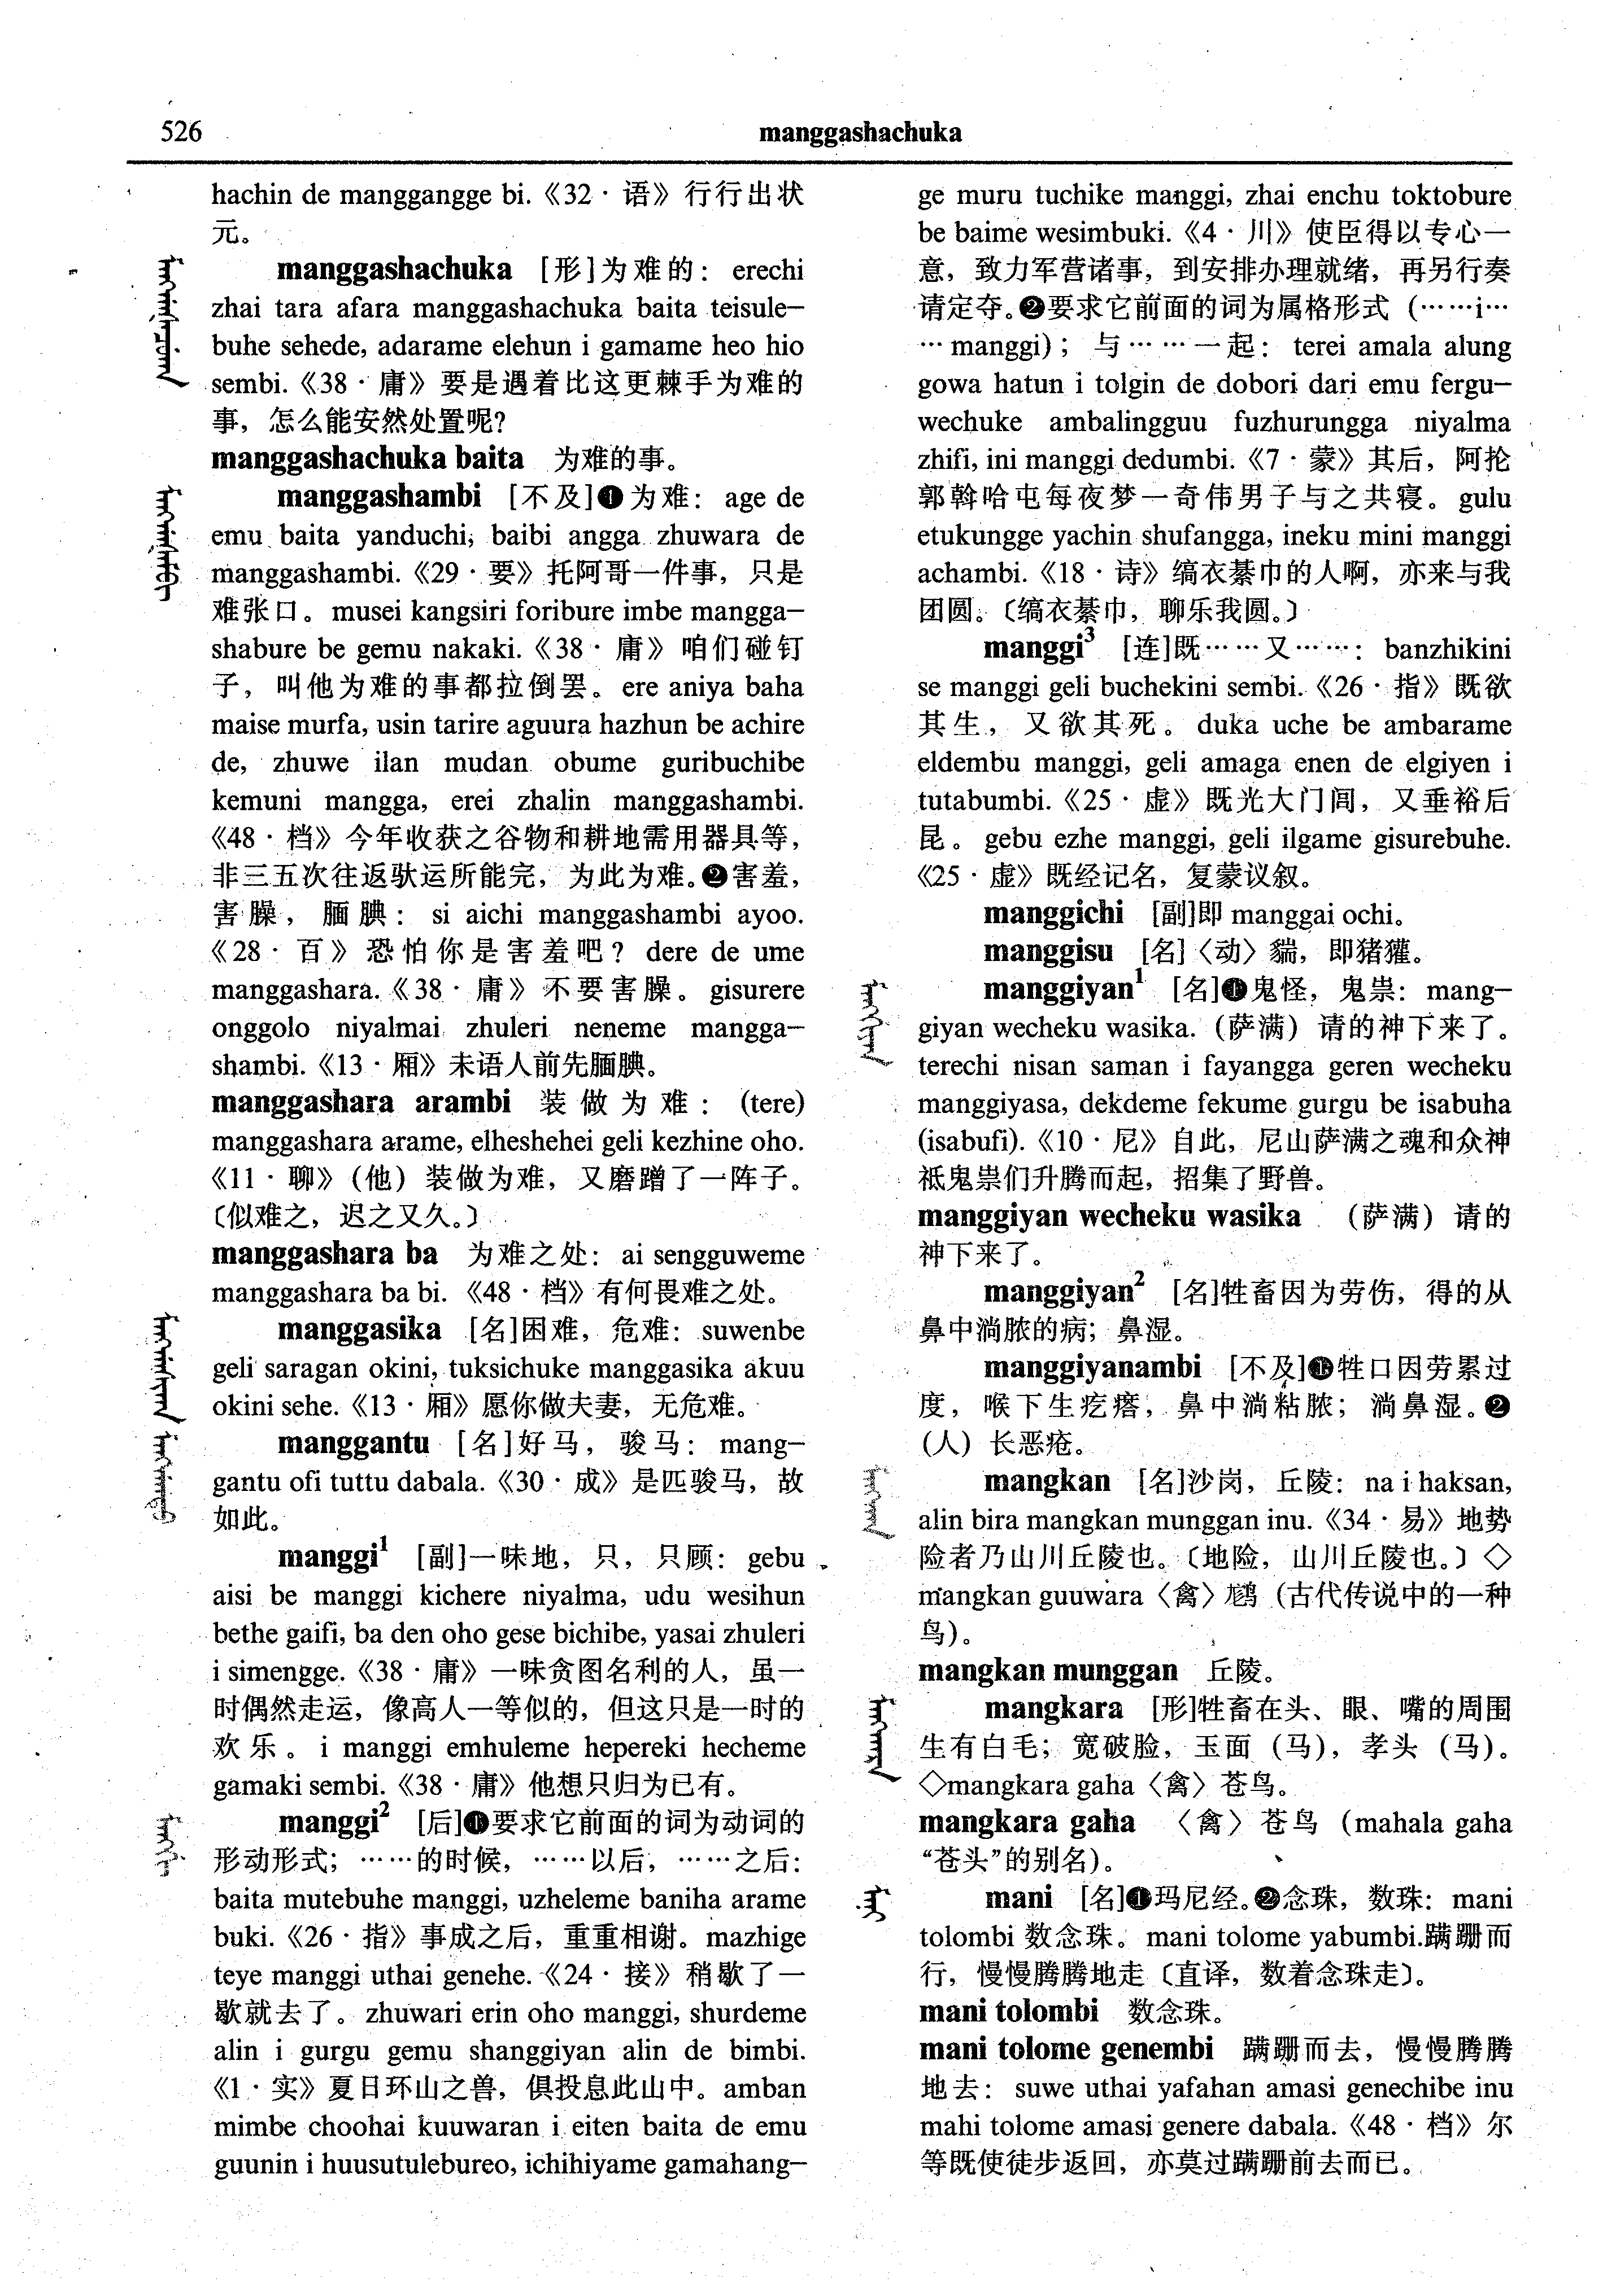 526
manggashachuka
hachin de manggangge bi.《32·语》行行出状
元。
manggashachuka [形]为难的：erechi
zhai tara afara manggashachuka baita teisule-
buhe sehede, adarame elehun i gamame heo hio
sembi.《38·庸》要是遇着比这更棘手为难的
事，怎么能安然处置呢？
manggashachuka baita 为难的事。
manggashambi [不及]❶为难：age de
emu baita yanduchi, baibi angga zhuwara de
manggashambi.《29·要》托阿哥一件事，只是
难张口。musei kangsiri foribure imbe mangga-
shabure be gemu nakaki.《38·庸》咱们碰钉
子，叫他为难的事都拉倒罢。ere aniya baha
maise murfa, usin tarire aguura hazhun be achire
de, zhuwe ilan mudan obume guribuchibe
kemuni mangga, erei zhalin manggashambi.
《48·档》今年收获之谷物和耕地需用器具等，
非三五次往返驮运所能完，为此为难。❷害羞，
害臊，腼腆：si aichi manggashambi ayoo.
《28·百》恐怕你是害羞吧？dere de ume
manggashara.《38·庸》不要害臊。gisurere
onggolo niyalmai zhuleri neneme mangga-
shambi.《13·厢》未语人前先腼腆。
manggashara arambi 装做为难：(tere)
manggashara arame, elheshehei geli kezhine oho.
《11·聊》（他）装做为难，又磨蹭了一阵子。
〔似难之，迟之又久。〕
manggashara ba 为难之处：ai sengguweme
manggashara ba bi.《48·档》有何畏难之处。
manggasika [名]困难，危难：suwenbe
geli saragan okini, tuksichuke manggasika akuu
okini sehe.《13·厢》愿你做夫妻，无危难。
manggantu [名]好马，骏马：mang-
gantu ofi tuttu dabala.《30·成》是匹骏马，故
如此。
manggi¹ [副]一味地，只，只顾：gebu
aisi be manggi kichere niyalma, udu wesihun
bethe gaifi, ba den oho gese bichibe, yasai zhuleri
i simengge.《38·庸》一味贪图名利的人，虽一
时偶然走运，像高人一等似的，但这只是一时的
欢乐。i manggi emhuleme hepereki hecheme
gamaki sembi.《38·庸》他想只归为已有。
manggi² [后]❶要求它前面的词为动词的
形动形式；……的时候，……以后，……之后：
baita mutebuhe manggi, uzheleme baniha arame
buki.《26·指》事成之后，重重相谢。mazhige
teye manggi uthai genehe.《24·接》稍歇了一
歇就去了。zhuwari erin oho manggi, shurdeme
alin i gurgu gemu shanggiyan alin de bimbi.
《1·实》夏日环山之兽，俱投息此山中。amban
mimbe choohai kuuwaran i eiten baita de emu
guunin i huusutulebureo, ichihiyame gamahang-
ge muru tuchike manggi, zhai enchu toktobure
be baime wesimbuki.《4·川》使臣得以专心一
意，致力军营诸事，到安排办理就绪，再另行奏
请定夺。❷要求它前面的词为属格形式（……i…
…manggi）；与……一起：terei amala alung
gowa hatun i tolgin de dobori dari emu fergu-
wechuke ambalingguu fuzhurungga niyalma
zhifi, ini manggi dedumbi.《7·蒙》其后，阿抡
郭斡哈屯每夜梦一奇伟男子与之共寝。gulu
etukungge yachin shufangga, ineku mini manggi
achambi.《18·诗》缟衣綦巾的人啊，亦来与我
团圆。〔缟衣綦巾，聊乐我圆。〕
manggi³ [连]既……又……：banzhikini
se manggi geli buchekini sembi.《26·指》既欲
其生，又欲其死。duka uche be ambarame
eldembu manggi, geli amaga enen de elgiyen i
tutabumbi.《25·虚》既光大门闾，又垂裕后
昆。gebu ezhe manggi, geli ilgame gisurebuhe.
《25·虚》既经记名，复蒙议叙。
manggichi [副]即 manggai ochi。
manggisu [名]〈动〉貒，即猪獾。
manggiyan¹ [名]❶鬼怪，鬼祟：mang-
giyan wecheku wasika.（萨满）请的神下来了。
terechi nisan saman i fayangga geren wecheku
manggiyasa, dekdeme fekume gurgu be isabuha
(isabufi).《10·尼》自此，尼山萨满之魂和众神
祗鬼祟们升腾而起，招集了野兽。
manggiyan wecheku wasika （萨满）请的
神下来了。
manggiyan² [名]牲畜因为劳伤，得的从
鼻中淌脓的病；鼻湿。
manggiyanambi [不及]❶牲口因劳累过
度，喉下生疙瘩，鼻中淌粘脓；淌鼻湿。❷
（人）长恶疮。
mangkan [名]沙岗，丘陵：na i haksan,
alin bira mangkan munggan inu.《34·易》地势
险者乃山川丘陵也。〔地险，山川丘陵也。〕◇
mangkan guuwara〈禽〉鸱（古代传说中的一种
鸟）。
mangkan munggan 丘陵。
mangkara [形]牲畜在头、眼、嘴的周围
生有白毛；宽破脸，玉面（马），孝头（马）。
◇mangkara gaha〈禽〉苍鸟。
mangkara gaha 〈禽〉苍鸟（mahala gaha
“苍头”的别名）。
mani [名]❶玛尼经。❷念珠，数珠：mani
tolombi 数念珠。mani tolome yabumbi.蹒跚而
行，慢慢腾腾地走〔直译，数着念珠走〕。
mani tolombi 数念珠。
mani tolome genembi 蹒跚而去，慢慢腾腾
地去：suwe uthai yafahan amasi genechibe inu
mahi tolome amasi genere dabala.《48·档》尔
等既使徒步返回，亦莫过蹒跚前去而已。